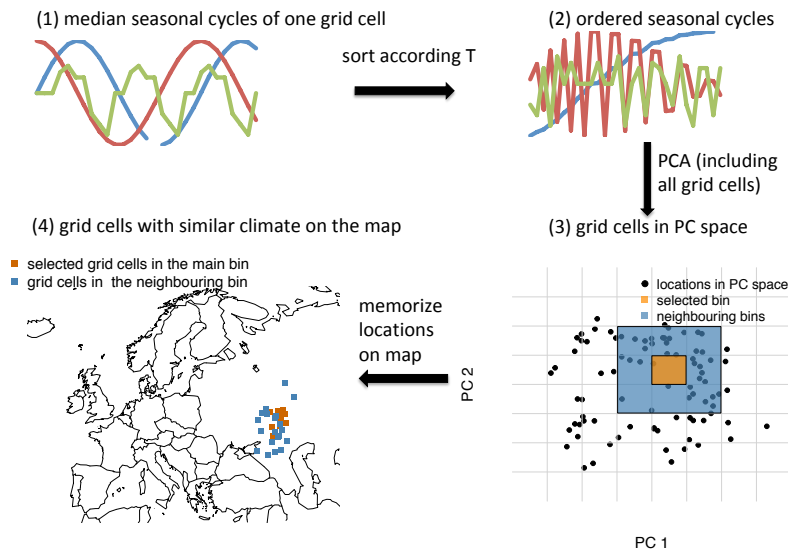 (1) median seasonal cycles of one grid cell
sort according T
(2) ordered seasonal cycles
PCA (including
all grid cells)
(3) grid cells in PC space
locations in PC space
selected bin
neighbouring bins
PC 2
PC 1
memorize
locations
on map
(4) grid cells with similar climate on the map
selected grid cells in the main bin
grid cells in the neighbouring bin